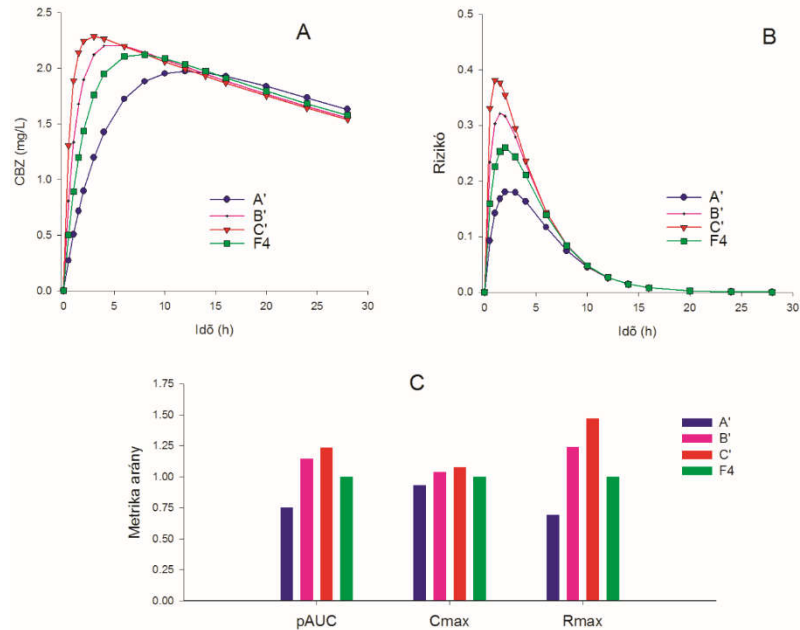 A
CBZ (mg/L)
2.5
2.0
1.5
1.0
0.5
0.0
0 5 10 15 20 25 30
Idõ (h)
A'
B'
C'
F4
B
Rizikó
0.5
0.4
0.3
0.2
0.1
0.0
0 5 10 15 20 25 30
Idõ (h)
A'
B'
C'
F4
C
Metrika arány
1.75
1.50
1.25
1.00
0.75
0.50
0.25
0.00
pAUC Cmax Rmax
A'
B'
C'
F4